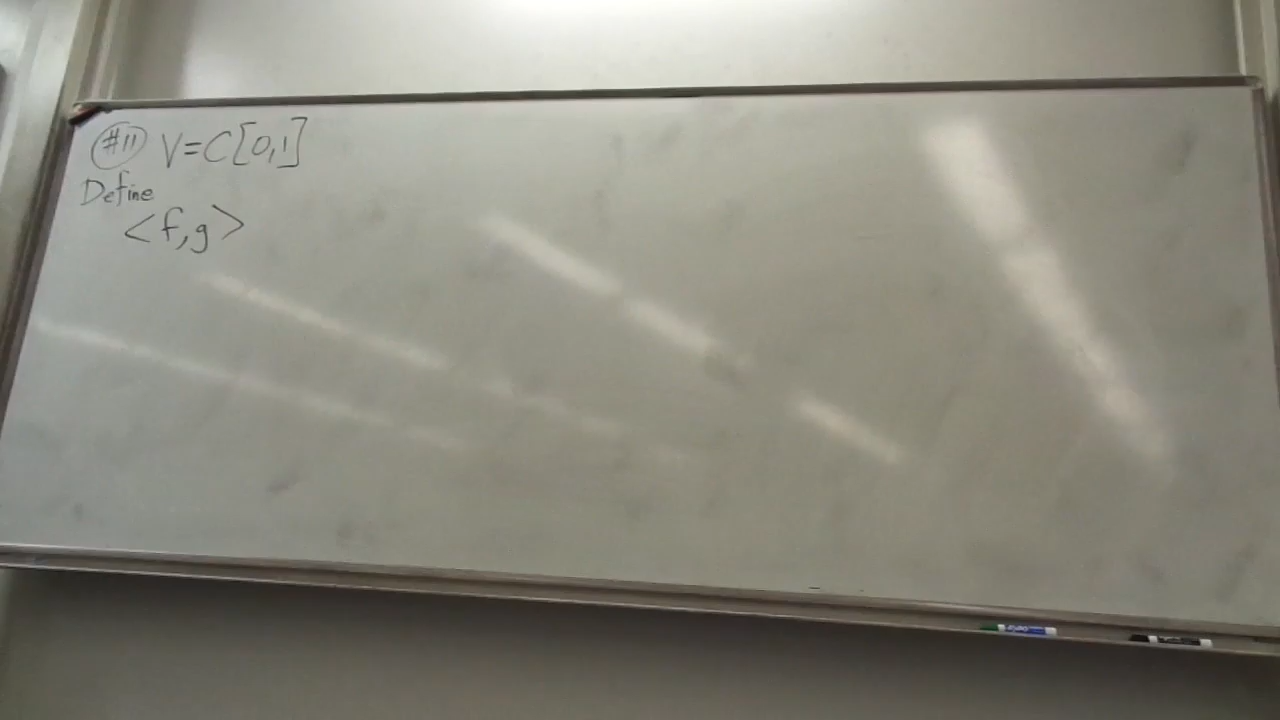 #11 V=C[0,1]
Define
<f,g>